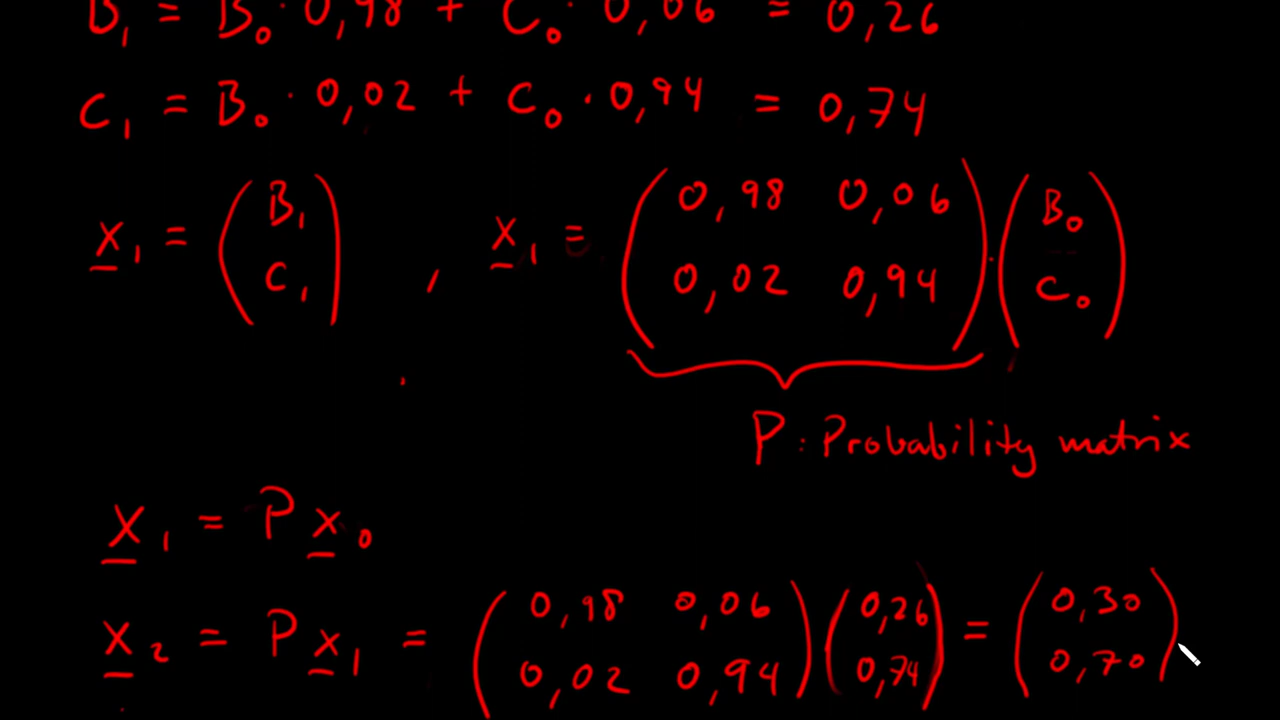 B₁ = B₀ · 0,98 + C₀ · 0,06 = 0,26
C₁ = B₀ · 0,02 + C₀ · 0,94 = 0,74
x₁ = (B₁ C₁) , x₁ = (0,98 0,06 0,02 0,94) · (B₀ C₀)
P : Probability matrix
x₁ = P x₀
x₂ = P x₁ = (0,98 0,06 0,02 0,94) (0,26 0,74) = (0,30 0,70)